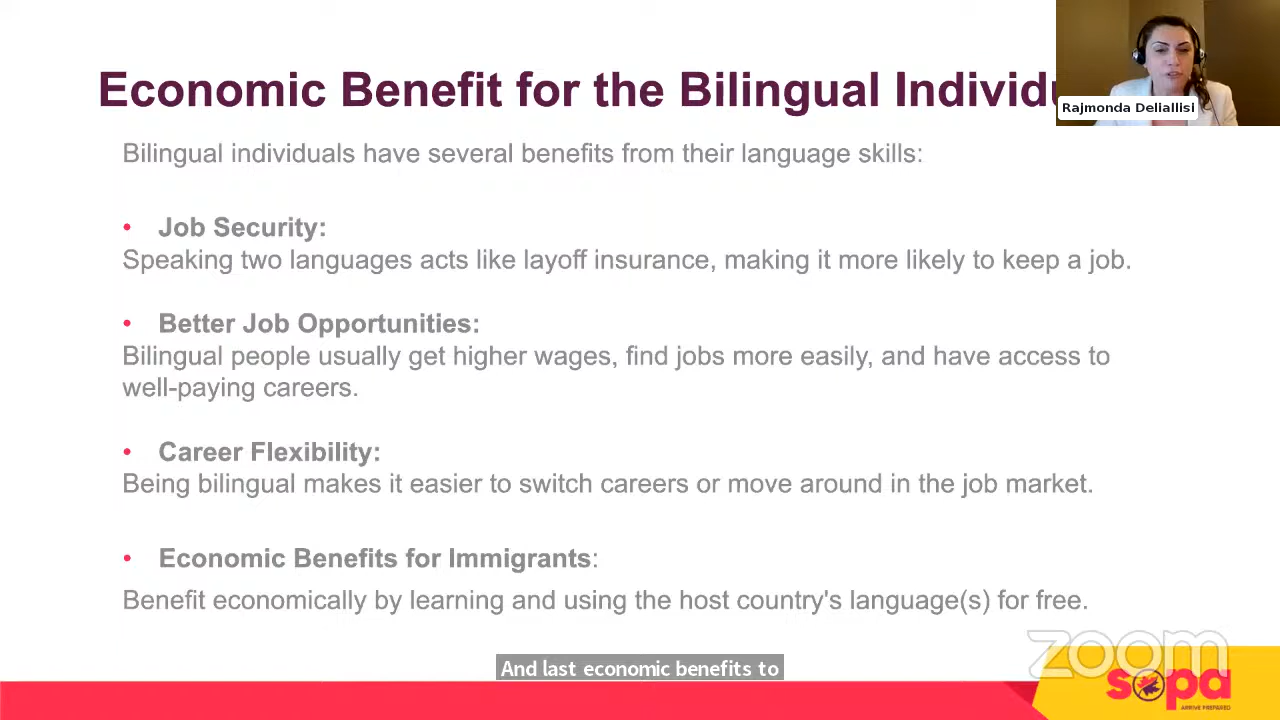 Economic Benefit for the Bilingual Individu
Rajmonda Deliallisi
Bilingual individuals have several benefits from their language skills:
• Job Security:
Speaking two languages acts like layoff insurance, making it more likely to keep a job.
• Better Job Opportunities:
Bilingual people usually get higher wages, find jobs more easily, and have access to
well-paying careers.
• Career Flexibility:
Being bilingual makes it easier to switch careers or move around in the job market.
• Economic Benefits for Immigrants:
Benefit economically by learning and using the host country's language(s) for free.
zoom
And last economic benefits to
sopa
ARRIVE PREPARED